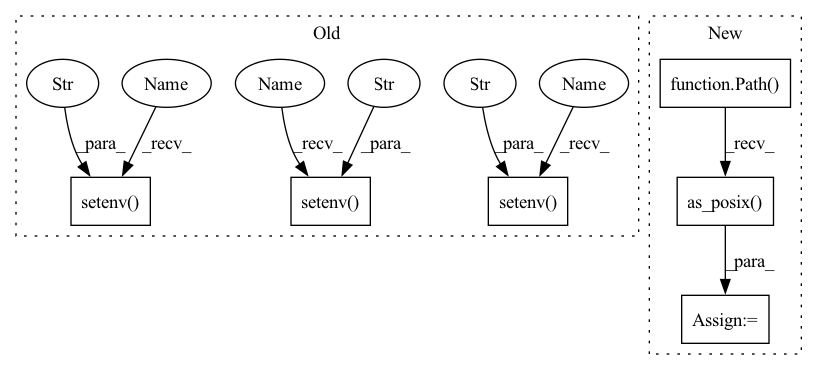 Old
New
Str
Name
Name
Str
Str
Name
function.Path()
_para_
_recv_
_recv_
_para_
_para_
_recv_
_recv_
setenv()
setenv()
setenv()
as_posix()
_para_
Assign:=